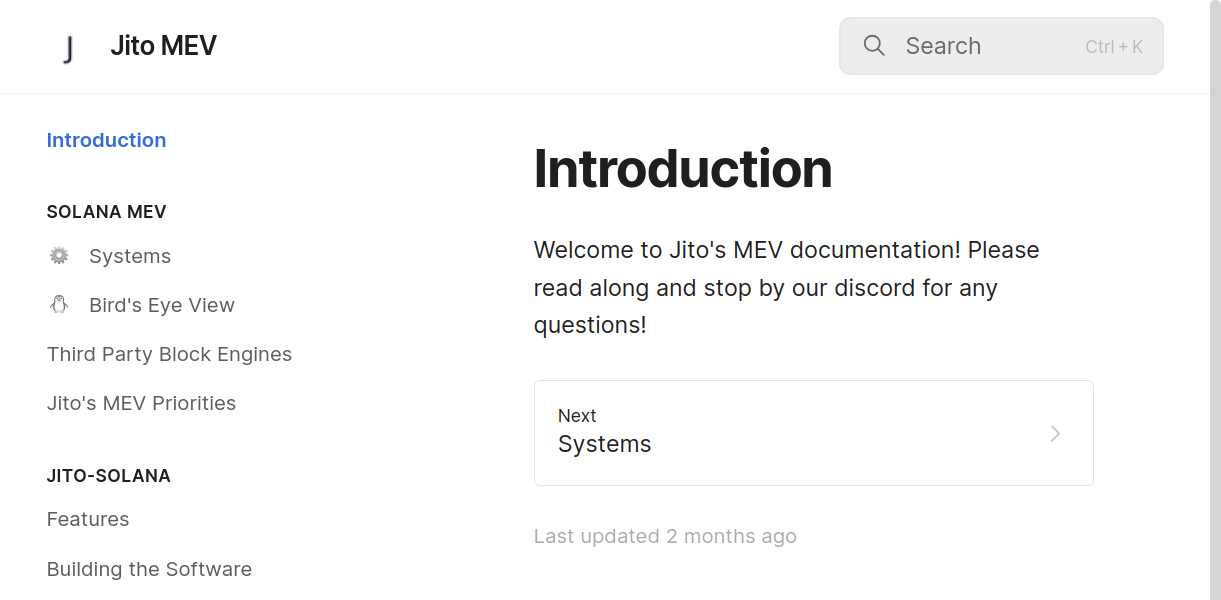 J Jito MEV
Search Ctrl + K
Introduction
SOLANA MEV
Systems
Bird's Eye View
Third Party Block Engines
Jito's MEV Priorities
JITO-SOLANA
Features
Building the Software
Introduction
Welcome to Jito's MEV documentation! Please
read along and stop by our discord for any
questions!
Next
Systems
Last updated 2 months ago